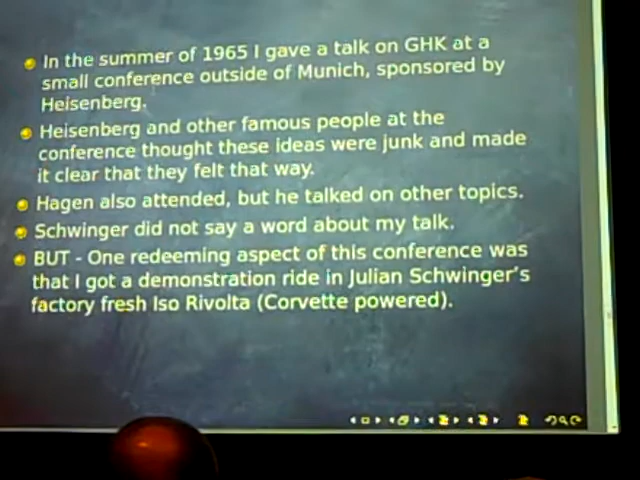 In the summer of 1965 I gave a talk on GHK at a
small conference outside of Munich, sponsored by
Heisenberg.
Heisenberg and other famous people at the
conference thought these ideas were junk and made
it clear that they felt that way.
Hagen also attended, but he talked on other topics.
Schwinger did not say a word about my talk.
BUT - One redeeming aspect of this conference was
that I got a demonstration ride in Julian Schwinger's
factory fresh Iso Rivolta (Corvette powered).